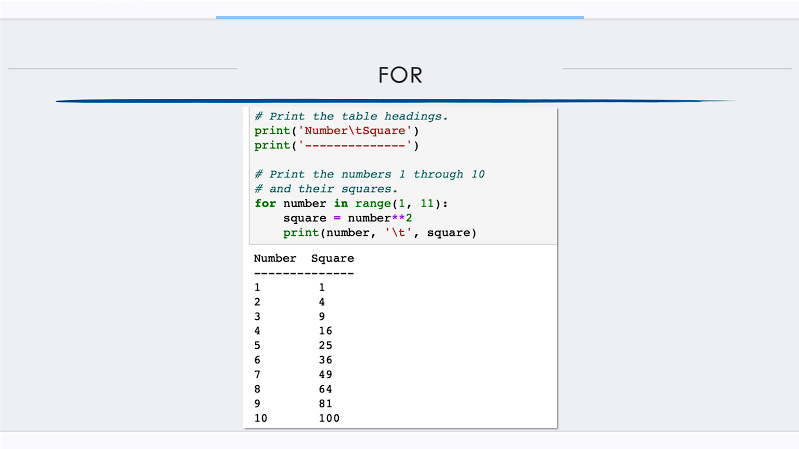 FOR
# Print the table headings.
print('Number\tSquare')
print('--------------')
# Print the numbers 1 through 10
# and their squares.
for number in range(1, 11):
    square = number**2
    print(number, '\t', square)
Number  Square
--------------
1        1
2        4
3        9
4        16
5        25
6        36
7        49
8        64
9        81
10       100